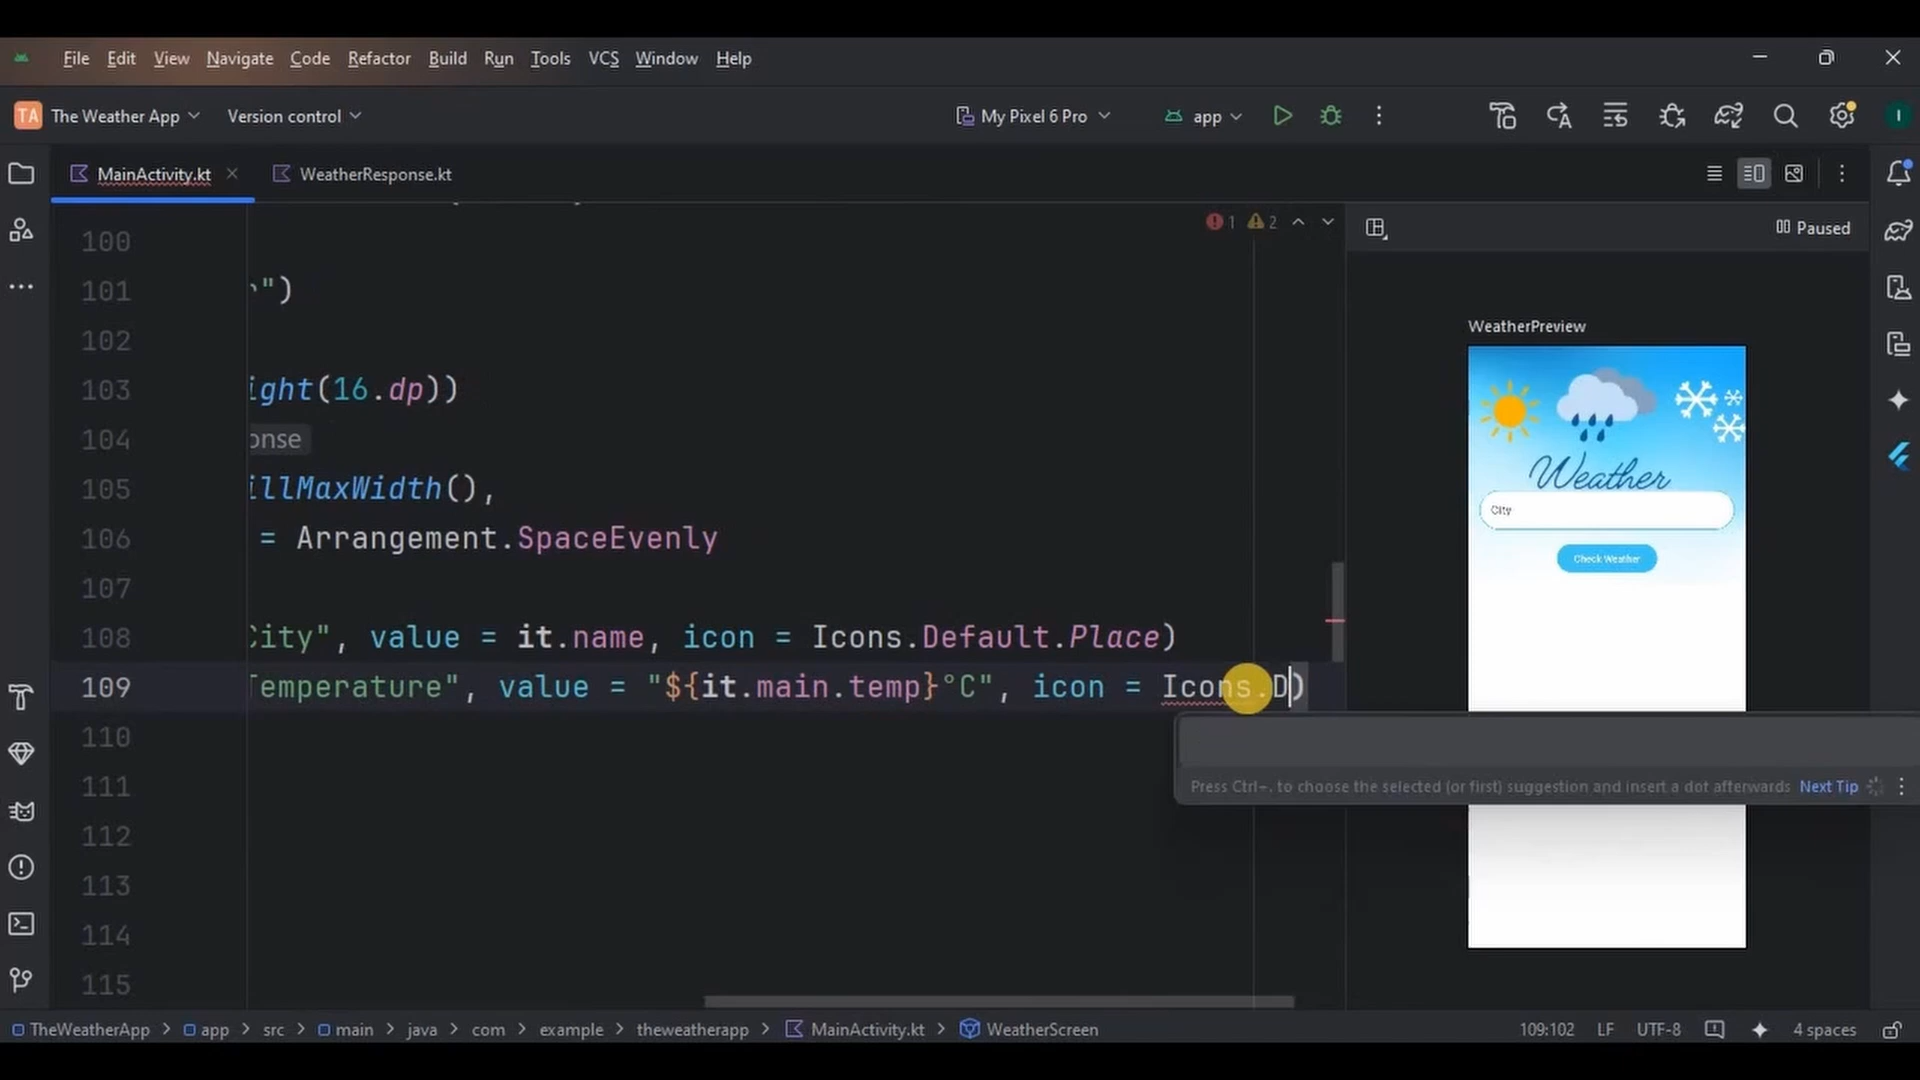 File Edit View Navigate Code Refactor Build Run Tools VCS Window Help
TA The Weather App Version control My Pixel 6 Pro app
MainActivity.kt WeatherResponse.kt
1 2 Paused
100
101 ")
102
103 ight(16.dp))
104 onse
105 illMaxWidth(),
106 = Arrangement.SpaceEvenly
107
108 City", value = it.name, icon = Icons.Default.Place)
109 Temperature", value = "${it.main.temp}°C", icon = Icons.D)
110
111
112
113
114
115
Press Ctrl+. to choose the selected (or first) suggestion and insert a dot afterwards Next Tip
WeatherPreview
Weather
City
Check Weather
TheWeatherApp > app > src > main > java > com > example > theweatherapp > MainActivity.kt > WeatherScreen 109:102 LF UTF-8 4 spaces